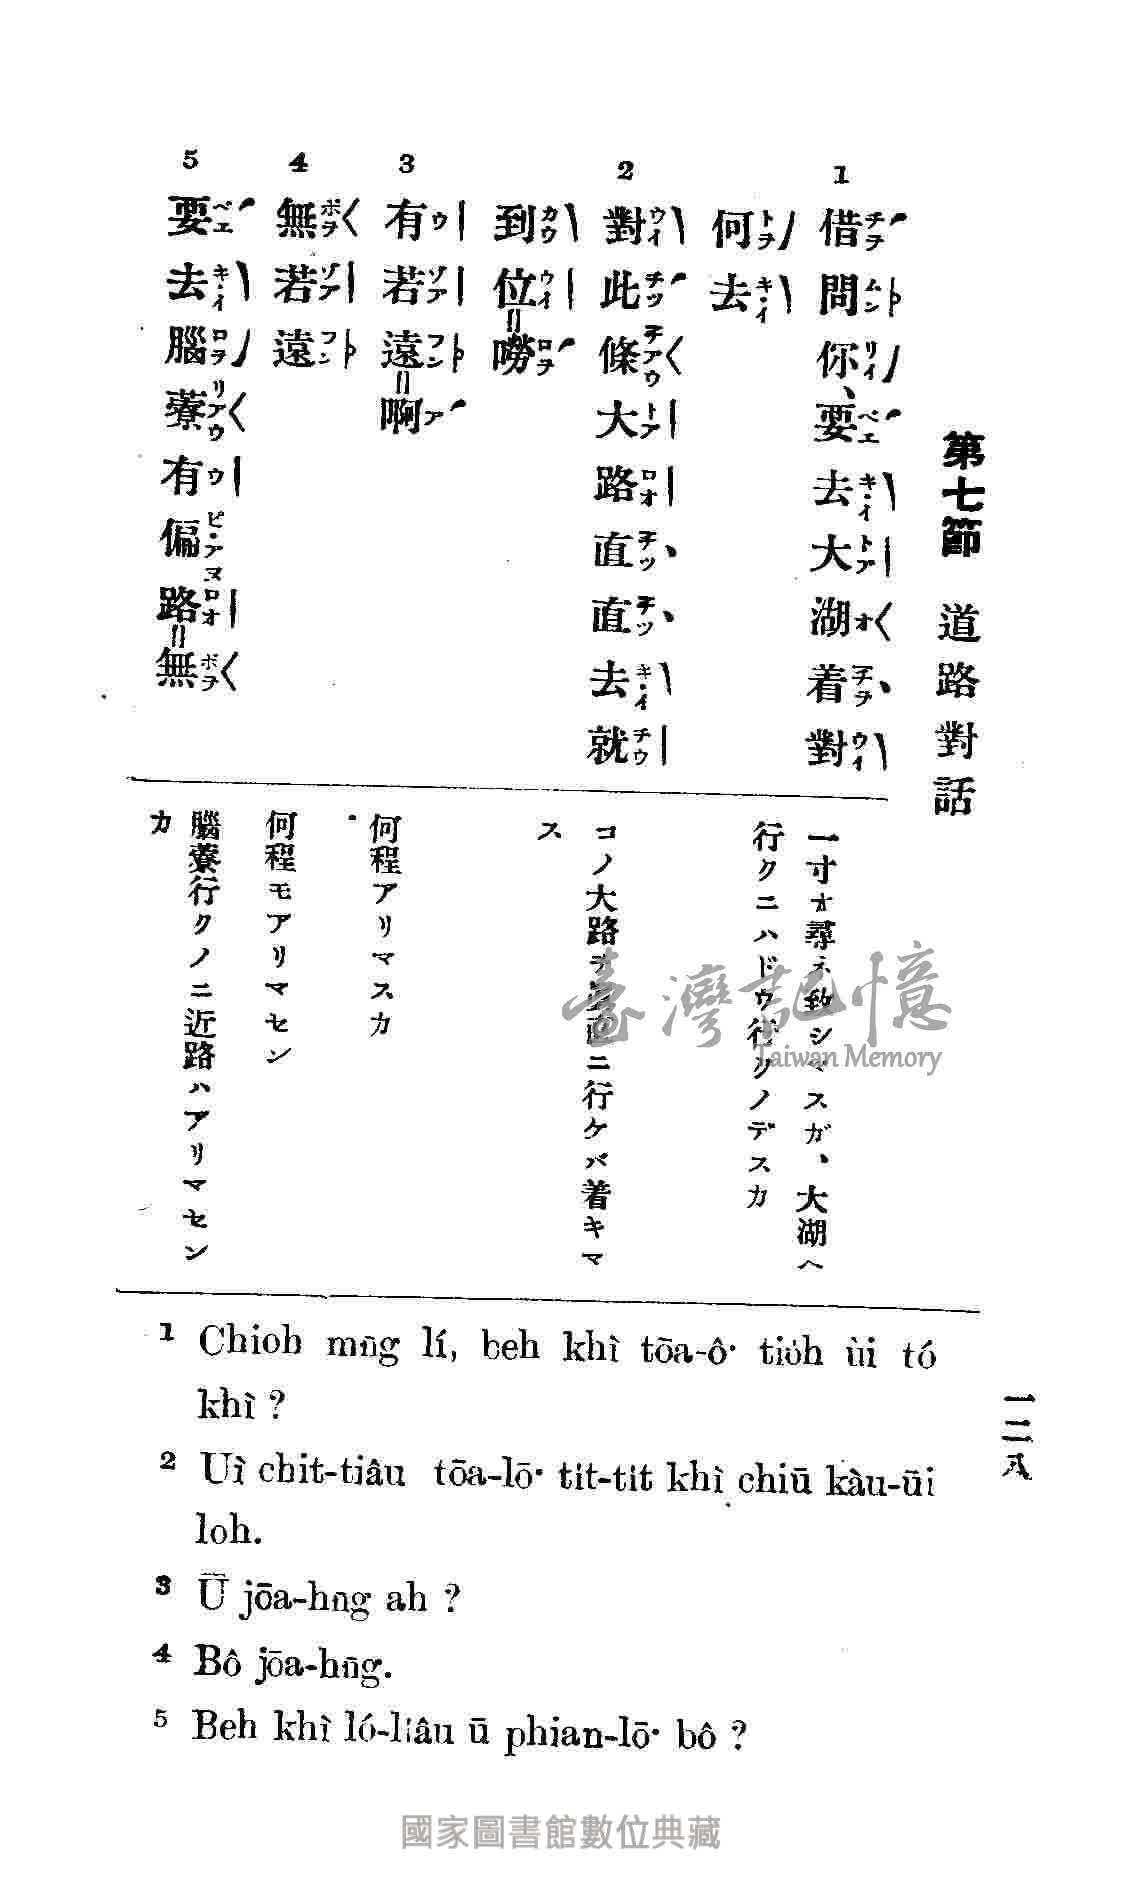 第七節 道路對話
1 借問你、要去大湖着對
何去
2 對此條大路直直去就
到位嘮
3 有若遠啊
4 無若遠
5 要去腦藔有偏路無
一寸オ尋ネ致シマスガ、大湖ヘ
行クニハドウ行クノデスカ
コノ大路ヲ眞直ニ行ケバ着キマ
ス
何程アリマスカ
何程モアリマセン
腦藔行クノニ近路ハアリマセン
カ
1 Chioh mn̄g lí, beh khì tōa-ô· tio̍h ùi tó
khì ?
2 Uì chit-tiâu tōa-lō· ti̍t-ti̍t khì chiū kàu-ūi
loh.
3 Ū jōa-hn̄g ah ?
4 Bô jōa-hn̄g.
5 Beh khì ló-liâu ū phian-lō· bô ?
一二八
臺灣記憶
Taiwan Memory
國家圖書館數位典藏